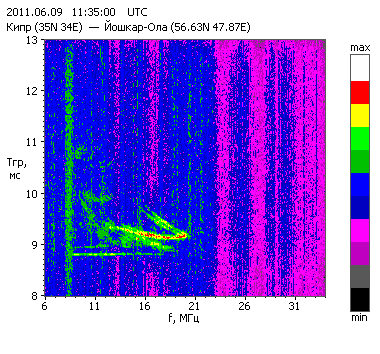 2011.06.09 11:35:00 UTC
Кипр (35N 34E) — Йошкар-Ола (56.63N 47.87E)
13
12
11
Tгр,
мс
10
9
8
6 11 16 21 26 31
f, МГц
max
min